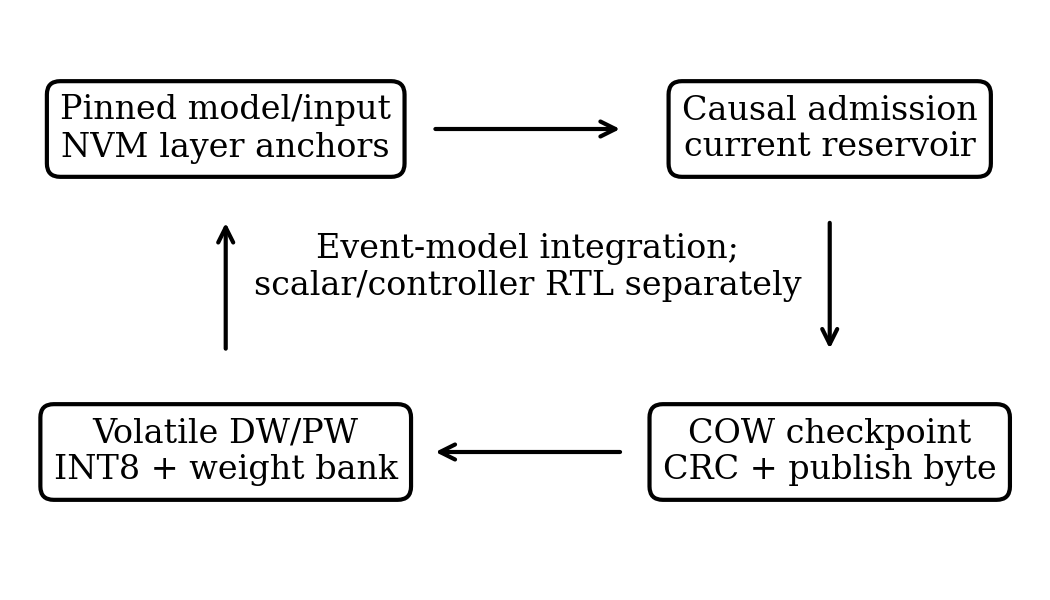 Pinned model/input
NVM layer anchors
Causal admission
current reservoir
Event-model integration;
scalar/controller RTL separately
Volatile DW/PW
INT8 + weight bank
COW checkpoint
CRC + publish byte